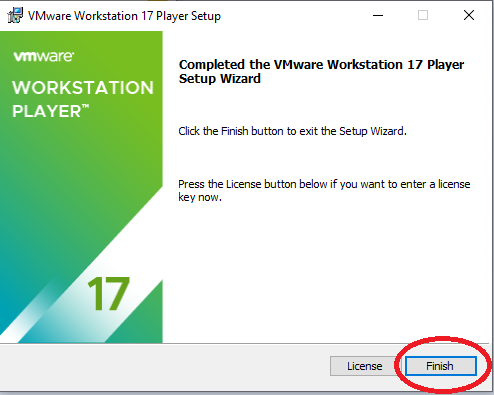 VMware Workstation 17 Player Setup
vmware®
WORKSTATION
PLAYER™
17
Completed the VMware Workstation 17 Player
Setup Wizard
Click the Finish button to exit the Setup Wizard.
Press the License button below if you want to enter a license
key now.
License
Finish